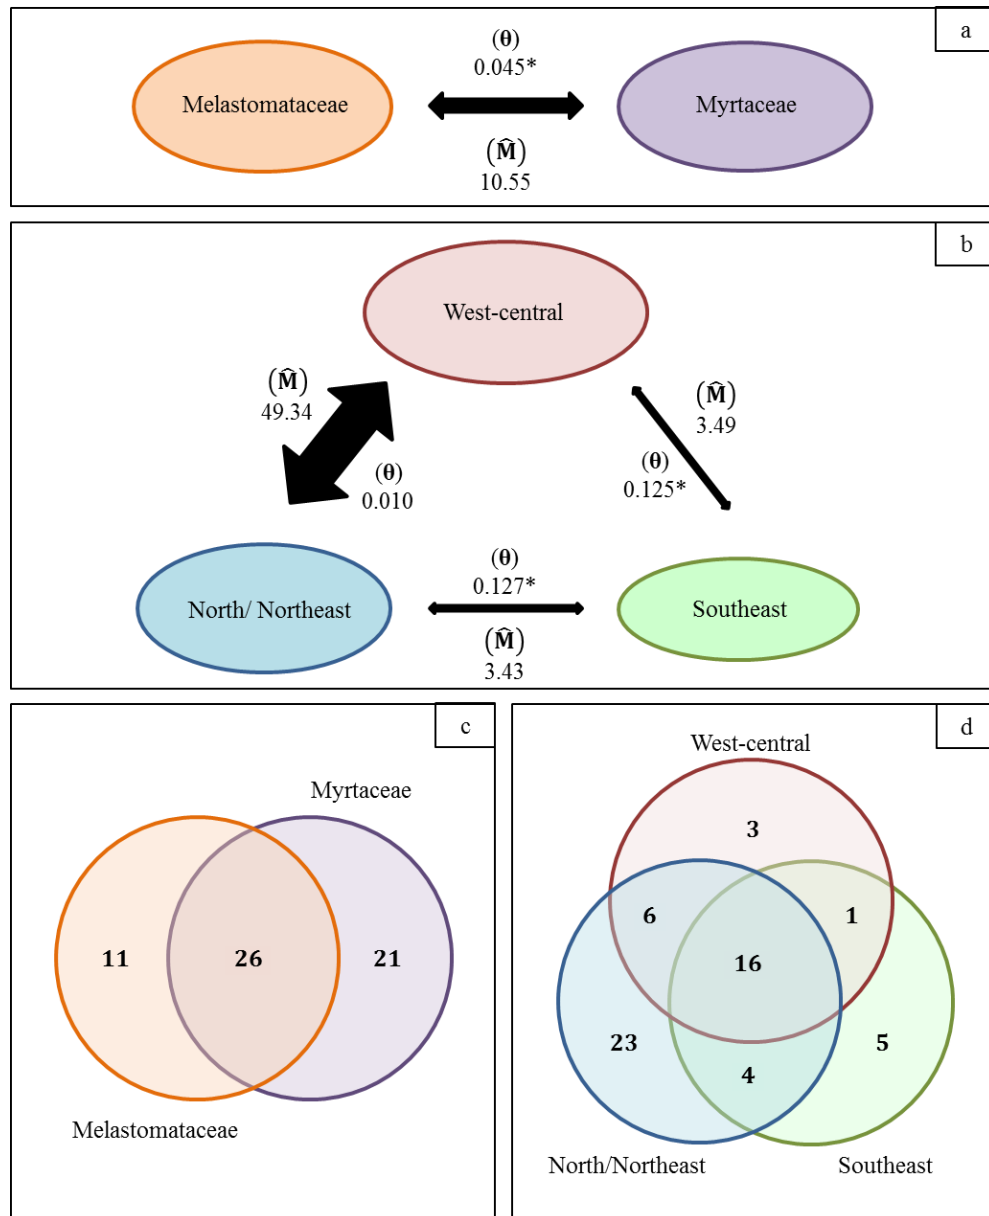 a
(θ)
0.045*
Melastomataceae
Myrtaceae
(M̂)
10.55
b
West-central
(M̂)
49.34
(θ)
0.010
(M̂)
3.49
(θ)
0.125*
North/ Northeast
(θ)
0.127*
(M̂)
3.43
Southeast
c
Myrtaceae
11
26
21
Melastomataceae
d
West-central
3
6
1
16
23
5
4
North/Northeast
Southeast